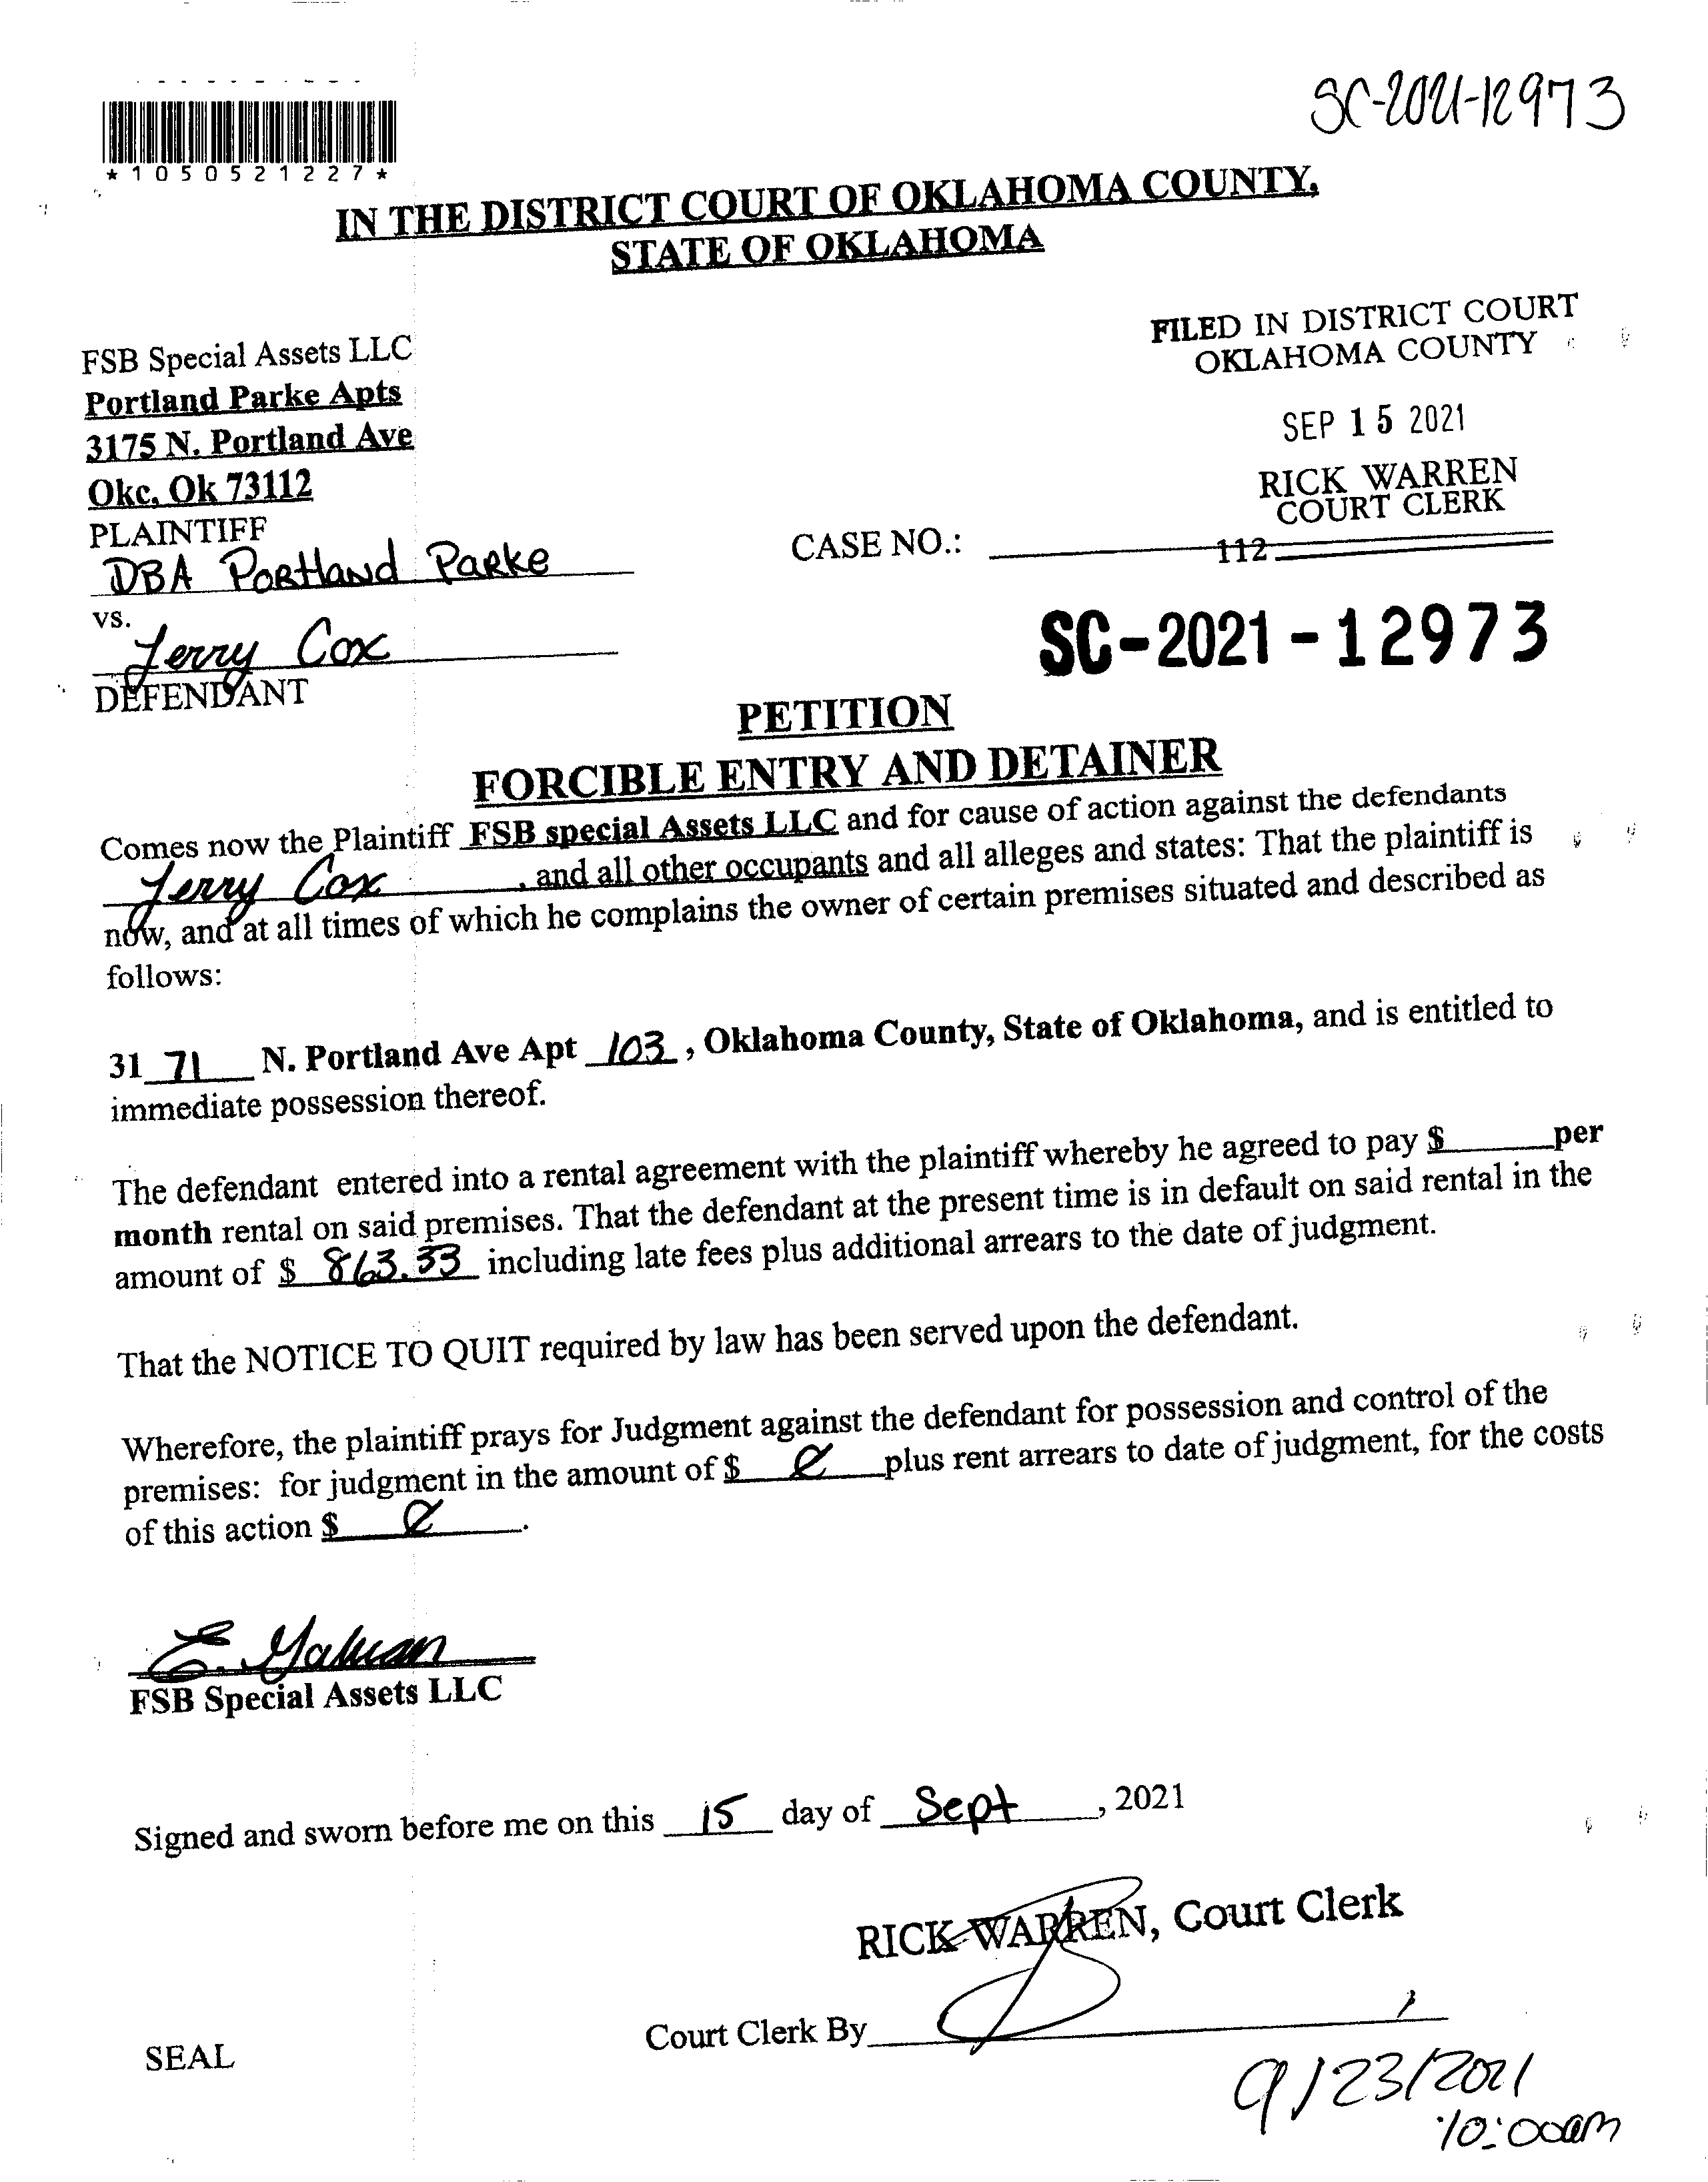 SC-2021-12973
*1050521227*
IN THE DISTRICT COURT OF OKLAHOMA COUNTY,
STATE OF OKLAHOMA
FILED IN DISTRICT COURT
OKLAHOMA COUNTY
SEP 15 2021
RICK WARREN
COURT CLERK
112
FSB Special Assets LLC
Portland Parke Apts
3175 N. Portland Ave
Okc, Ok 73112
PLAINTIFF
DBA Portland Parke
CASE NO.:
vs.
Jerry Cox
SC-2021-12973
DEFENDANT
PETITION
FORCIBLE ENTRY AND DETAINER
Comes now the Plaintiff FSB special Assets LLC and for cause of action against the defendants
Jerry Cox, and all other occupants and all alleges and states: That the plaintiff is
now, and at all times of which he complains the owner of certain premises situated and described as
follows:
31 71 N. Portland Ave Apt 103, Oklahoma County, State of Oklahoma, and is entitled to
immediate possession thereof.
The defendant entered into a rental agreement with the plaintiff whereby he agreed to pay $______per
month rental on said premises. That the defendant at the present time is in default on said rental in the
amount of $ 863.33 including late fees plus additional arrears to the date of judgment.
That the NOTICE TO QUIT required by law has been served upon the defendant.
Wherefore, the plaintiff prays for Judgment against the defendant for possession and control of the
premises: for judgment in the amount of $ plus rent arrears to date of judgment, for the costs
of this action $ .
FSB Special Assets LLC
Signed and sworn before me on this 15 day of Sept, 2021
RICK WARREN, Court Clerk
Court Clerk By
SEAL
9/23/2021
10:00am